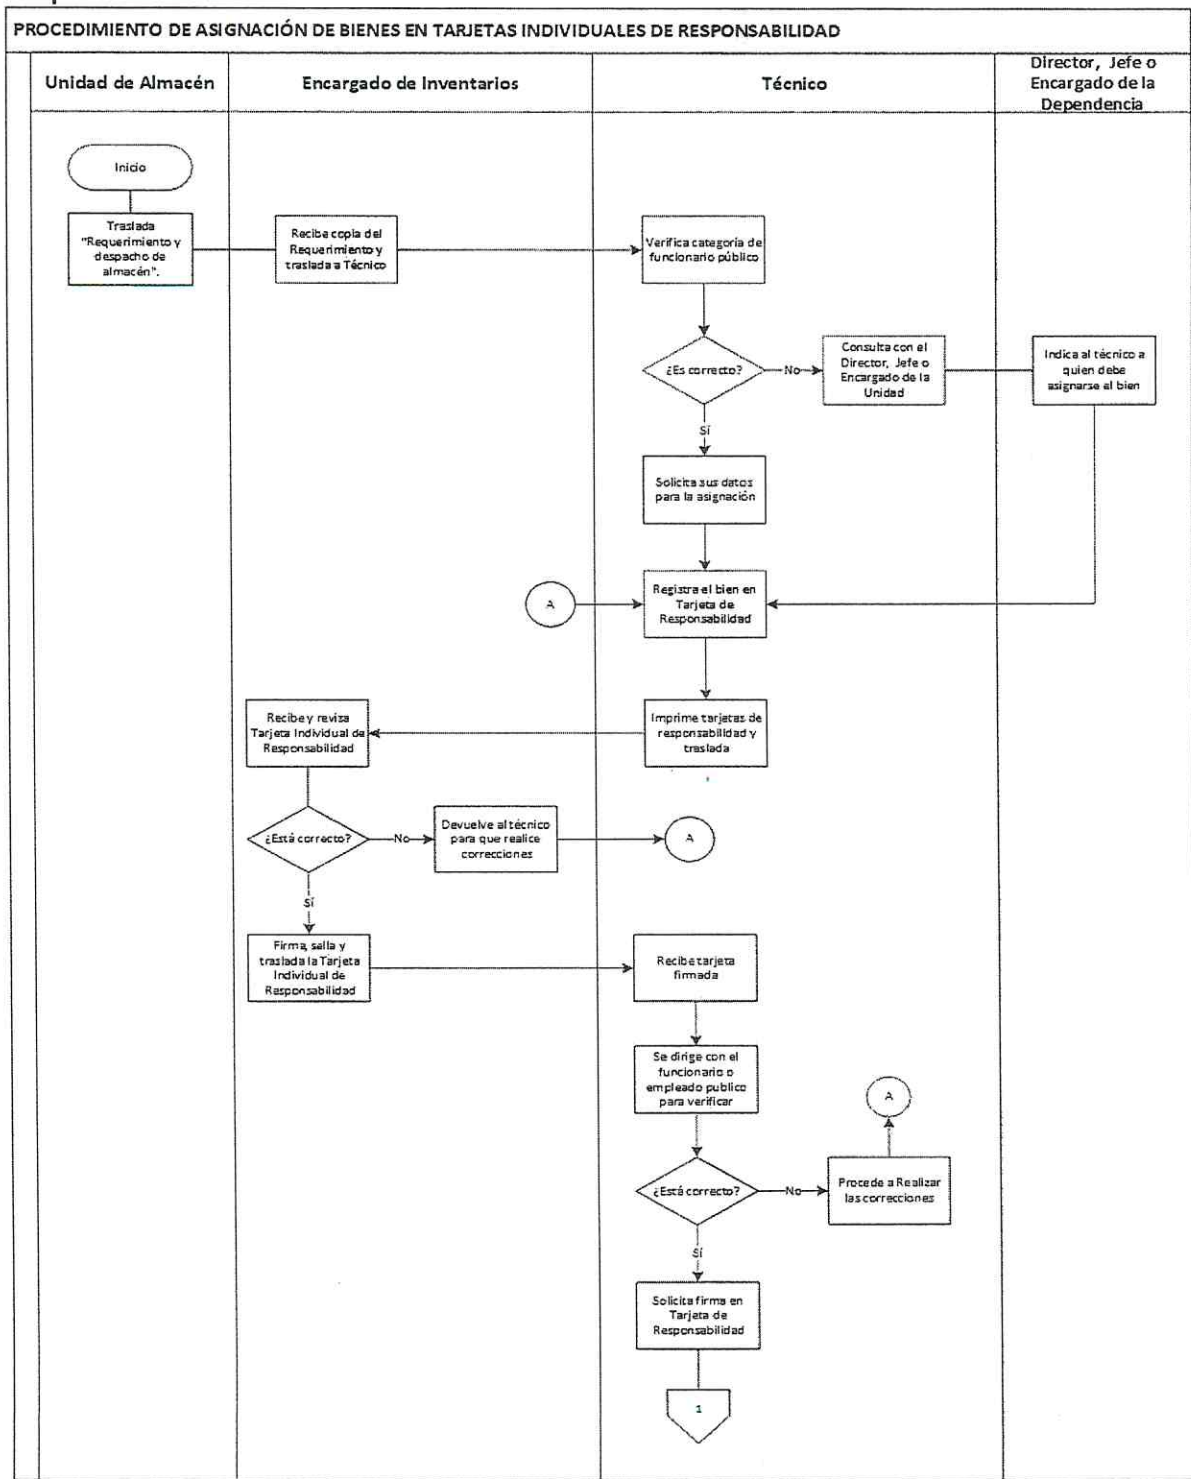 PROCEDIMIENTO DE ASIGNACIÓN DE BIENES EN TARJETAS INDIVIDUALES DE RESPONSABILIDAD
Unidad de Almacén
Encargado de Inventarios
Técnico
Director, Jefe o
Encargado de la
Dependencia
Inicio
Traslada
"Requerimiento y
despacho de
almacén".
Recibe copia del
Requerimiento y
traslada a Técnico
Verifica categoría de
funcionario público
¿Es correcto?
No
Consulta con el
Director, Jefe o
Encargado de la
Unidad
Indica al técnico a
quien debe
asignarse el bien
Sí
Solicita sus datos
para la asignación
A
Registra el bien en
Tarjeta de
Responsabilidad
Imprime tarjetas de
responsabilidad y
traslada
Recibe y revisa
Tarjeta Individual de
Responsabilidad
¿Está correcto?
No
Devuelve al técnico
para que realice
correcciones
A
Sí
Firma, sella y
traslada la Tarjeta
Individual de
Responsabilidad
Recibe tarjeta
firmada
Se dirige con el
funcionario o
empleado publico
para verificar
A
¿Está correcto?
No
Procede a Realizar
las correcciones
Sí
Solicita firma en
Tarjeta de
Responsabilidad
1